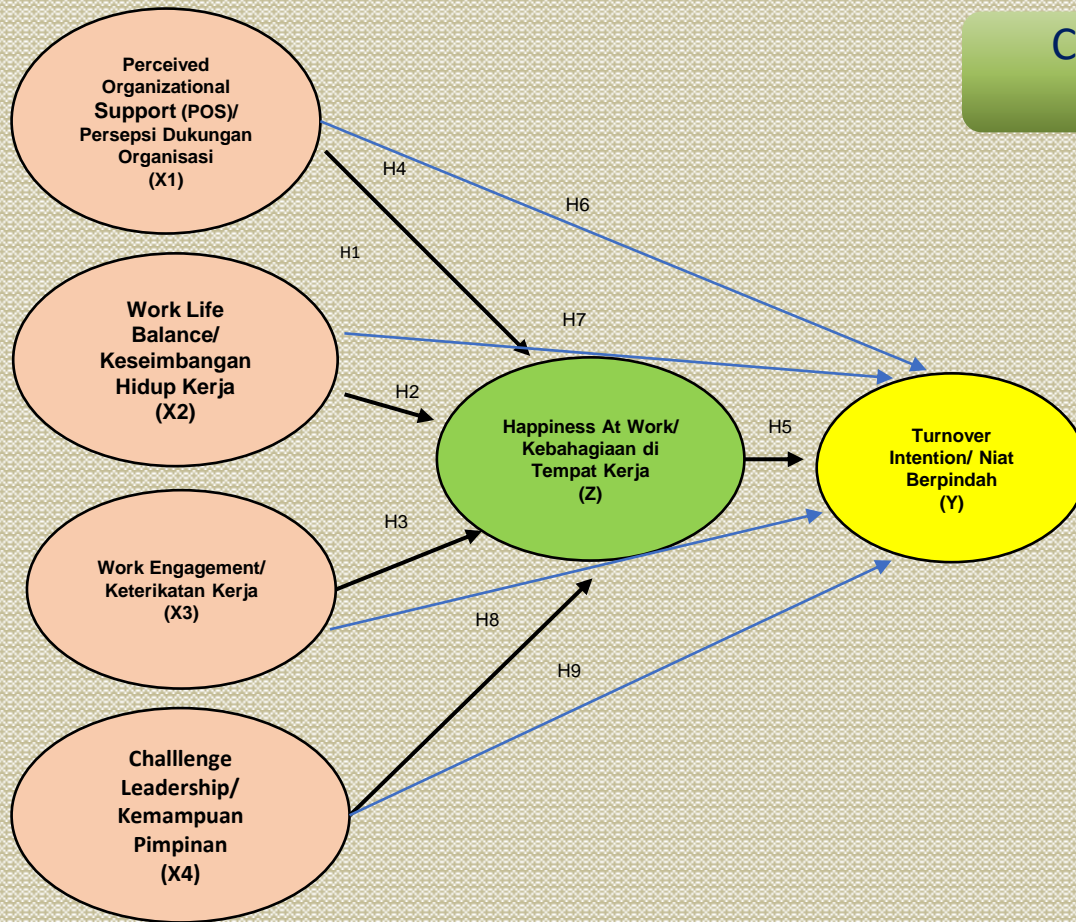 C
Perceived
Organizational
Support (POS)/
Persepsi Dukungan
Organisasi
(X1)
H4
H6
H1
Work Life
Balance/
Keseimbangan
Hidup Kerja
(X2)
H7
H2
Happiness At Work/
Kebahagiaan di
Tempat Kerja
(Z)
H5
Turnover
Intention/ Niat
Berpindah
(Y)
H3
Work Engagement/
Keterikatan Kerja
(X3)
H8
H9
Challlenge
Leadership/
Kemampuan
Pimpinan
(X4)